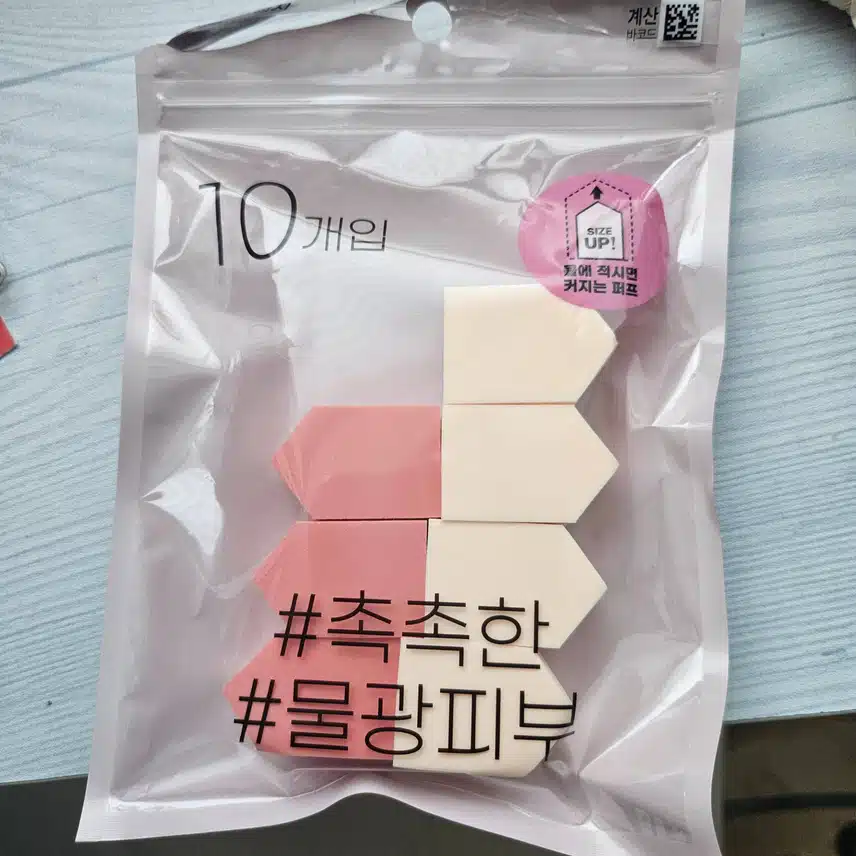 계산
바코드
10개입
SIZE
UP!
물에 적시면
커지는 퍼프
#촉촉한
#물광피부